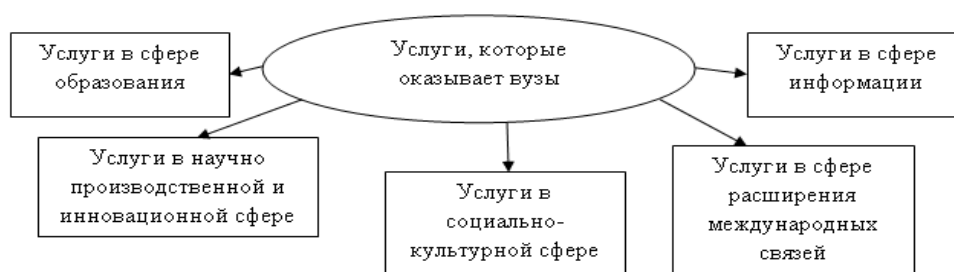 Услуги, которые
оказывает вузы
Услуги в сфере
образования
Услуги в сфере
информации
Услуги в научно
производственной и
инновационной сфере
Услуги в
социально-
культурной сфере
Услуги в сфере
расширения
международных
связей